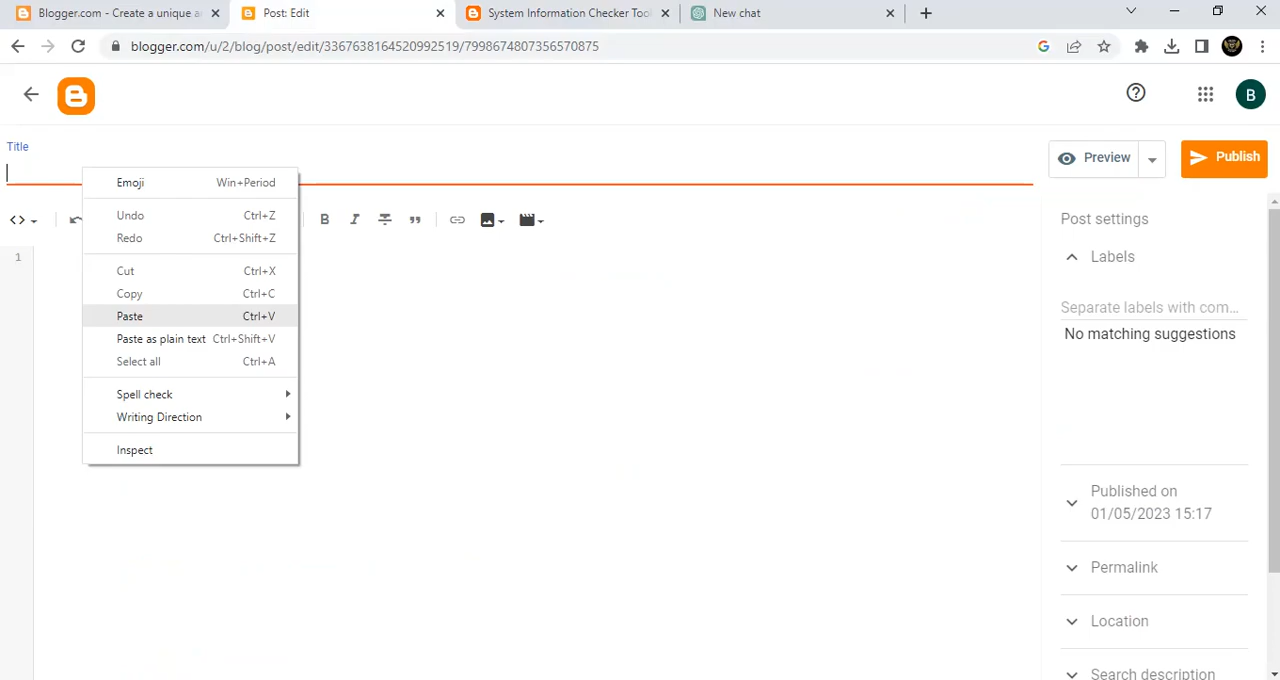 Blogger.com - Create a unique a
Post: Edit
System Information Checker Too
New chat
blogger.com/u/2/blog/post/edit/3367638164520992519/7998674807356570875
B
Title
Preview
Publish
Emoji Win+Period
Undo Ctrl+Z
Redo Ctrl+Shift+Z
Cut Ctrl+X
Copy Ctrl+C
Paste Ctrl+V
Paste as plain text Ctrl+Shift+V
Select all Ctrl+A
Spell check
Writing Direction
Inspect
B I
1
Post settings
Labels
Separate labels with com...
No matching suggestions
Published on
01/05/2023 15:17
Permalink
Location
Search description